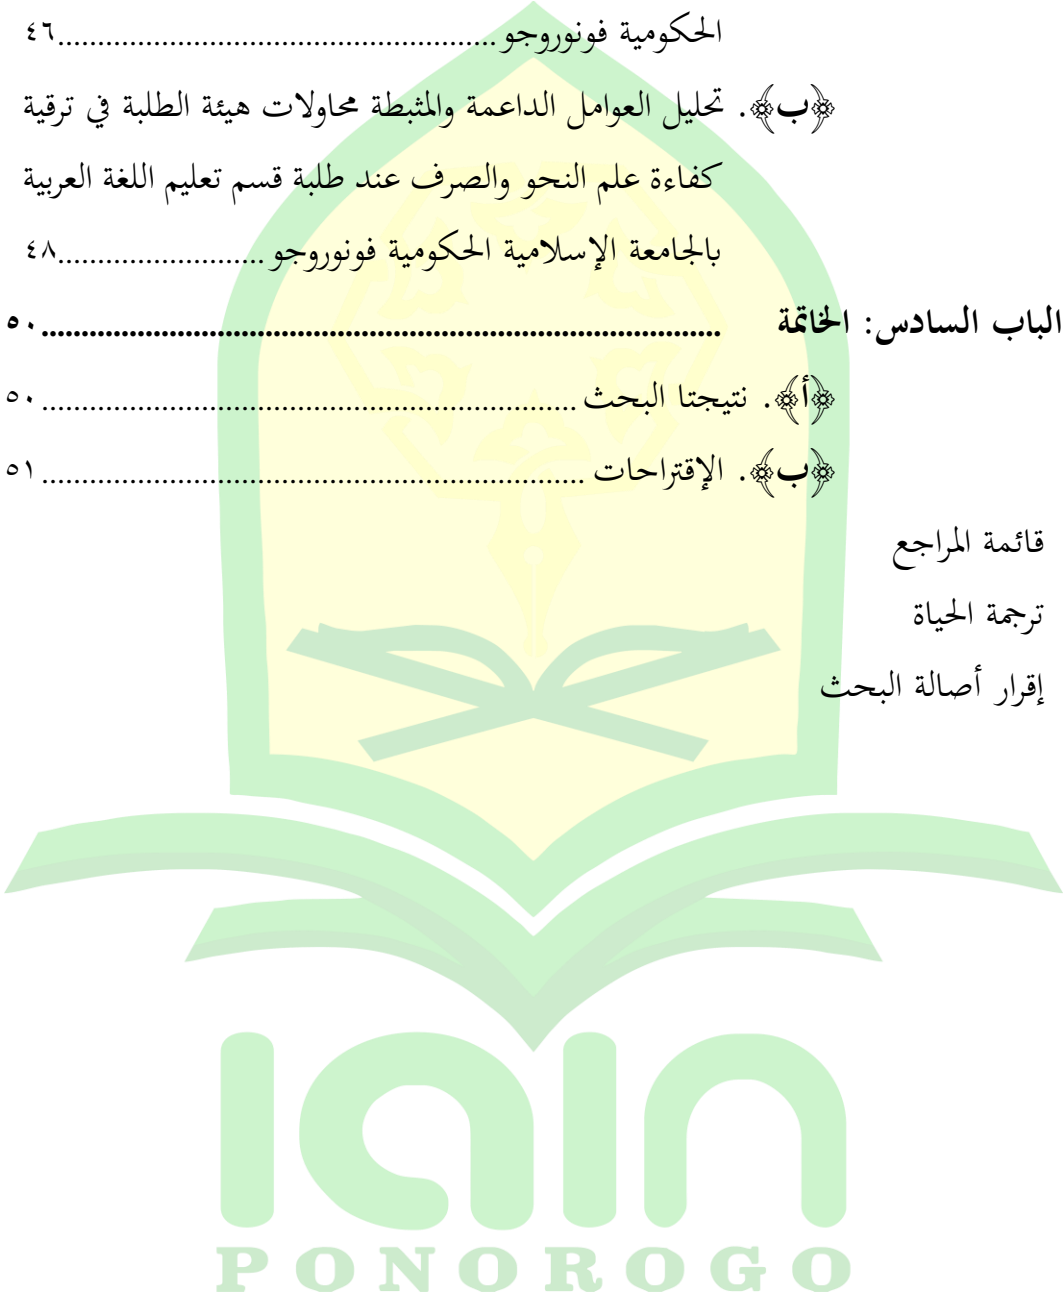 الحكومية فونوروجو.......................................................٤٦
﴿ب﴾. تحليل العوامل الداعمة والمثبطة محاولات هيئة الطلبة في ترقية
كفاءة علم النحو والصرف عند طلبة قسم تعليم اللغة العربية
بالجامعة الإسلامية الحكومية فونوروجو..........................٤٨
الباب السادس: الخاتمة .....................................................................................٥٠
﴿أ﴾. نتيجتا البحث...................................................................٥٠
﴿ب﴾. الإقتراحات ....................................................................٥١
قائمة المراجع
ترجمة الحياة
إقرار أصالة البحث
iain
PONOROGO